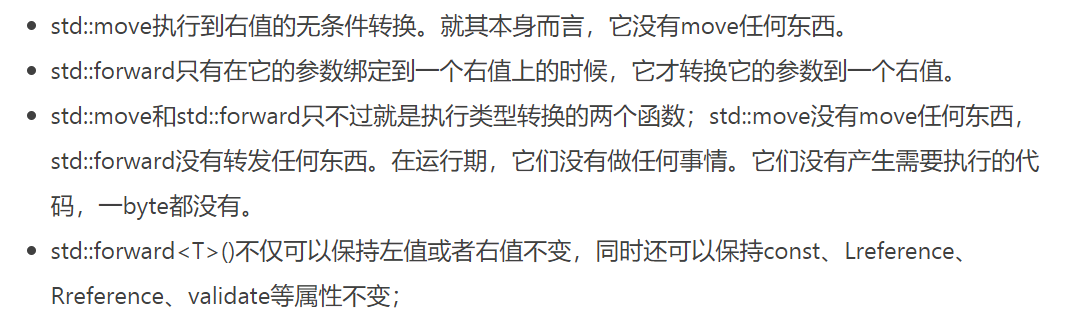 std::move执行到右值的无条件转换。就其本身而言，它没有move任何东西。
std::forward只有在它的参数绑定到一个右值上的时候，它才转换它的参数到一个右值。
std::move和std::forward只不过就是执行类型转换的两个函数；std::move没有move任何东西，
std::forward没有转发任何东西。在运行期，它们没有做任何事情。它们没有产生需要执行的代
码，一byte都没有。
std::forward<T>()不仅可以保持左值或者右值不变，同时还可以保持const、Lreference、
Rreference、validate等属性不变；